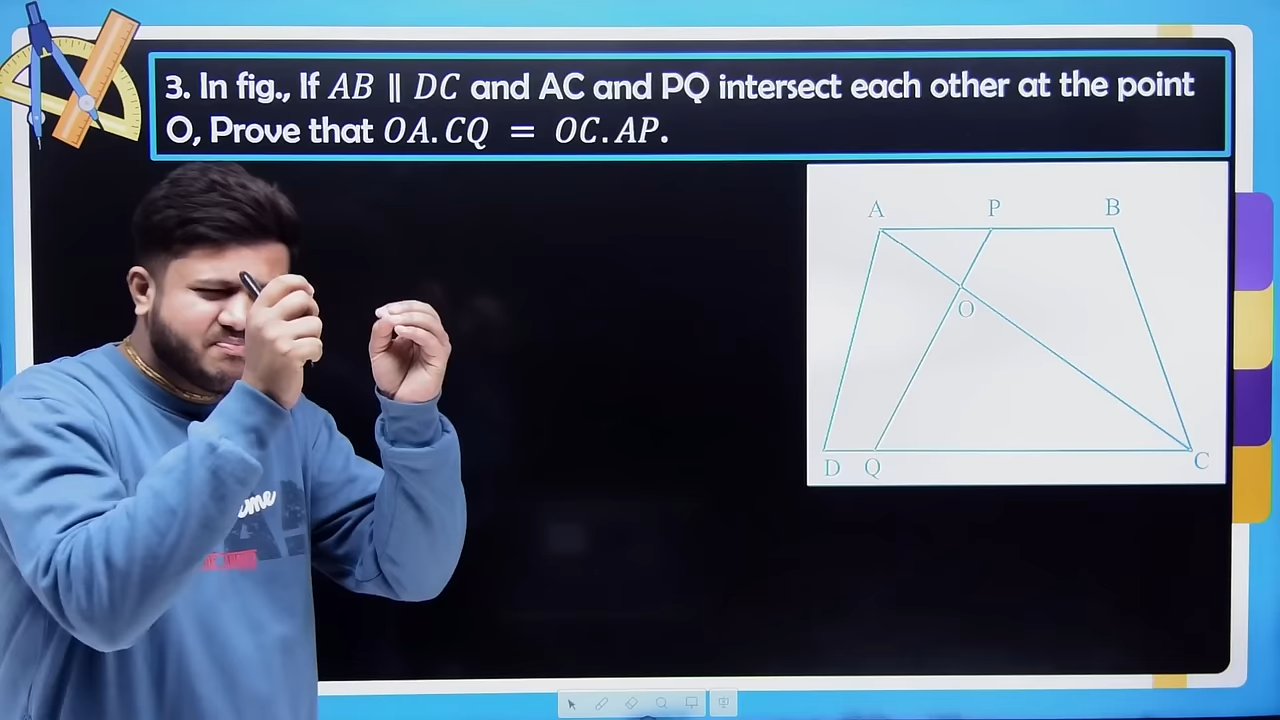 3. In fig., If AB ∥ DC and AC and PQ intersect each other at the point
O, Prove that OA.CQ = OC.AP.
A P B
O
D Q C
ome